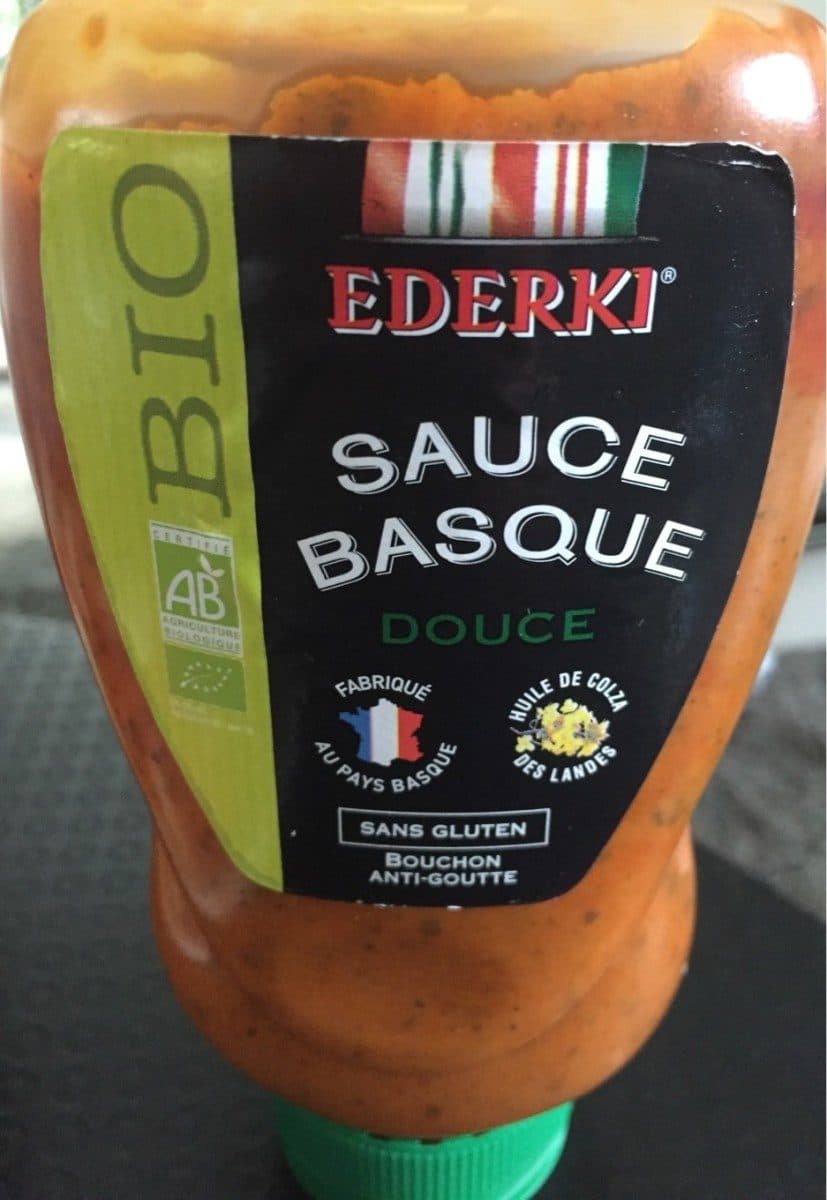 BIO
CERTIFIÉ
AB
AGRICULTURE
BIOLOGIQUE
EDERKI®
SAUCE
BASQUE
DOUCE
FABRIQUÉ
AU PAYS BASQUE
HUILE DE COLZA
DES LANDES
SANS GLUTEN
BOUCHON
ANTI-GOUTTE